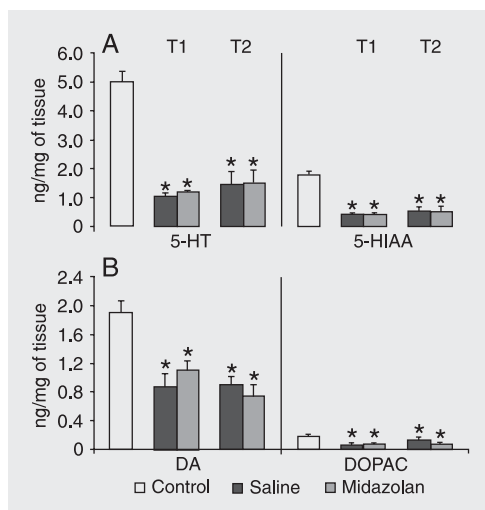 A T1 T2 T1 T2
ng/mg of tissue
6.0
5.0
4.0
3.0
2.0
1.0
0
* * * * * * * *
5-HT 5-HIAA
B
ng/mg of tissue
2.4
2.0
1.6
1.2
0.8
0.4
0
* * * * * * * *
DA DOPAC
Control Saline Midazolan